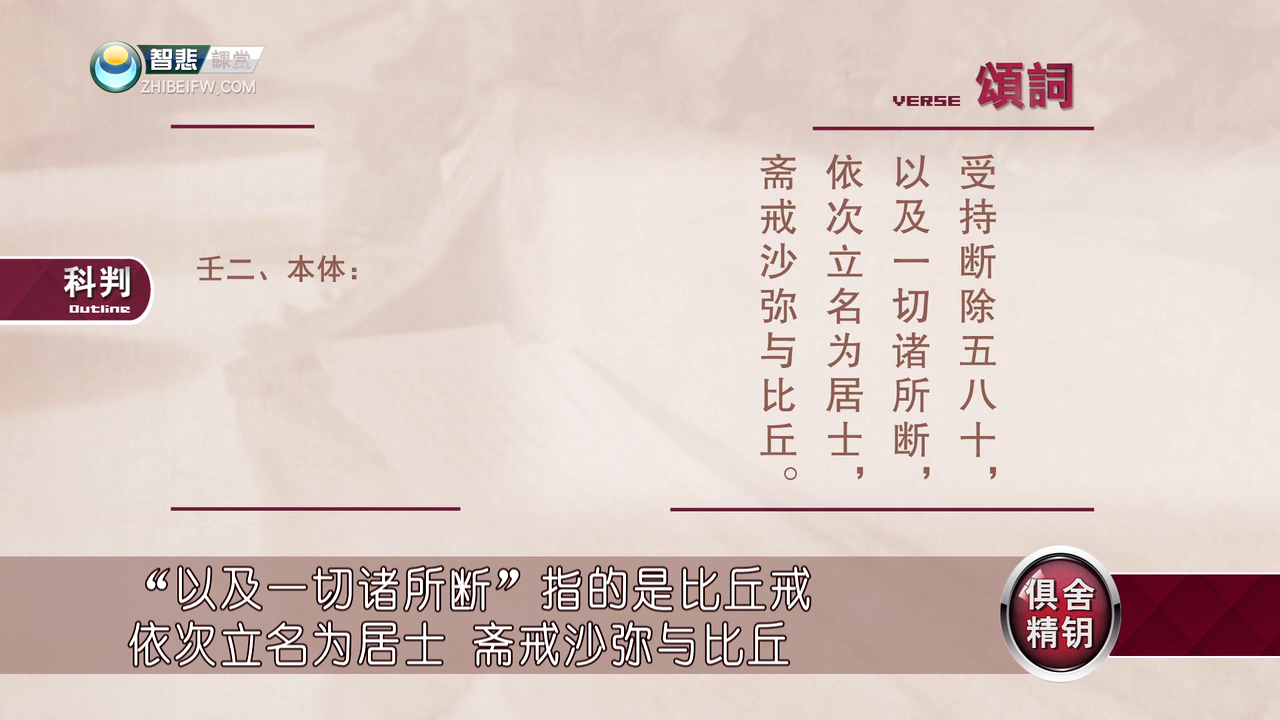 智悲課堂
ZHIBEIFW.COM
VERSE 頌詞
受持断除五八十，
以及一切诸所断，
依次立名为居士，
斋戒沙弥与比丘。
科判
Outline
壬二、本体：
“以及一切诸所断”指的是比丘戒
依次立名为居士 斋戒沙弥与比丘
俱舍
精钥